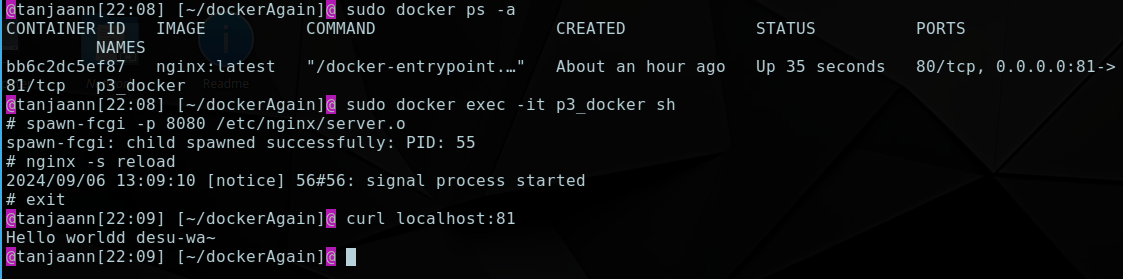 @tanjaann[22:08] [~/dockerAgain]@ sudo docker ps -a
CONTAINER ID   IMAGE          COMMAND                  CREATED             STATUS          PORTS
         NAMES
bb6c2dc5ef87   nginx:latest   "/docker-entrypoint.…"   About an hour ago   Up 35 seconds   80/tcp, 0.0.0.0:81->
81/tcp   p3_docker
Readme
@tanjaann[22:08] [~/dockerAgain]@ sudo docker exec -it p3_docker sh
# spawn-fcgi -p 8080 /etc/nginx/server.o
spawn-fcgi: child spawned successfully: PID: 55
# nginx -s reload
2024/09/06 13:09:10 [notice] 56#56: signal process started
# exit
@tanjaann[22:09] [~/dockerAgain]@ curl localhost:81
Hello worldd desu-wa~
@tanjaann[22:09] [~/dockerAgain]@